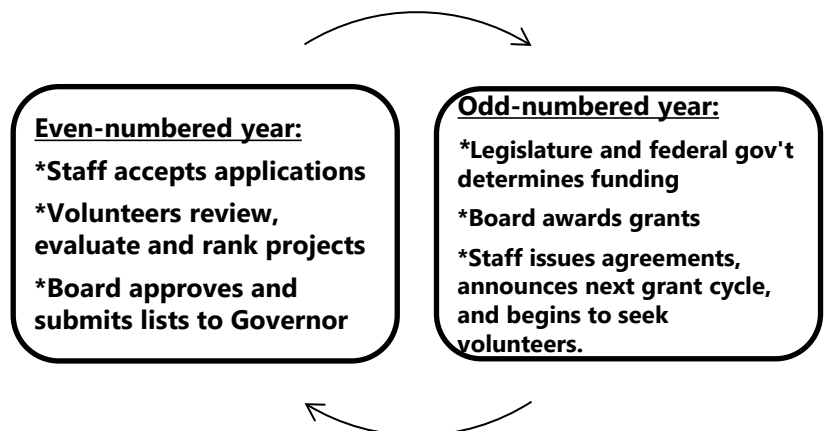 Even-numbered year:
*Staff accepts applications
*Volunteers review,
evaluate and rank projects
*Board approves and
submits lists to Governor
Odd-numbered year:
*Legislature and federal gov't
determines funding
*Board awards grants
*Staff issues agreements,
announces next grant cycle,
and begins to seek
volunteers.